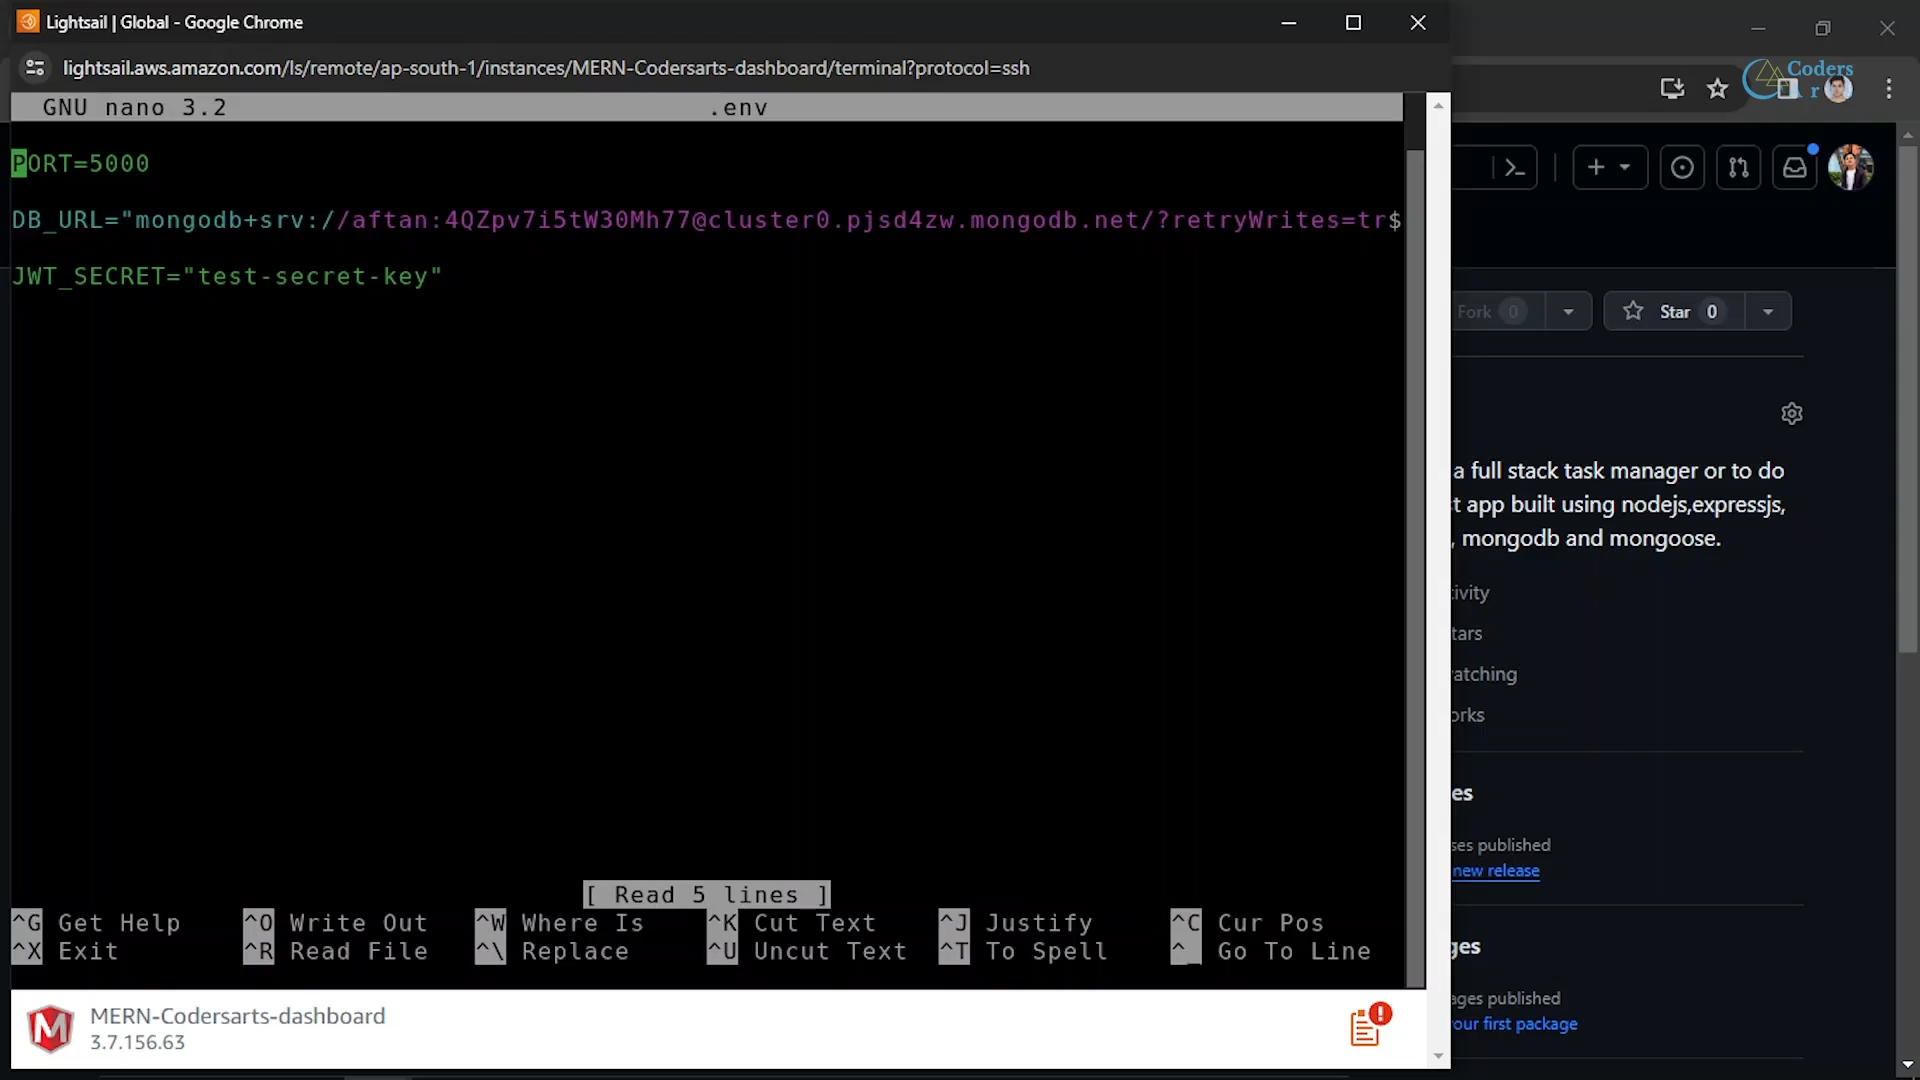 Lightsail | Global - Google Chrome
lightsail.aws.amazon.com/ls/remote/ap-south-1/instances/MERN-Codersarts-dashboard/terminal?protocol=ssh
Coders
Ar
GNU nano 3.2 .env
PORT=5000
DB_URL="mongodb+srv://aftan:4QZpv7i5tW30Mh77@cluster0.pjsd4zw.mongodb.net/?retryWrites=tr$
JWT_SECRET="test-secret-key"
Fork 0
Star 0
a full stack task manager or to do
t app built using nodejs,expressjs,
, mongodb and mongoose.
ivity
tars
atching
orks
es
ses published
new release
ges
ages published
our first package
[ Read 5 lines ]
^G Get Help ^O Write Out ^W Where Is ^K Cut Text ^J Justify ^C Cur Pos
^X Exit ^R Read File ^\ Replace ^U Uncut Text ^T To Spell ^_ Go To Line
MERN-Codersarts-dashboard
3.7.156.63